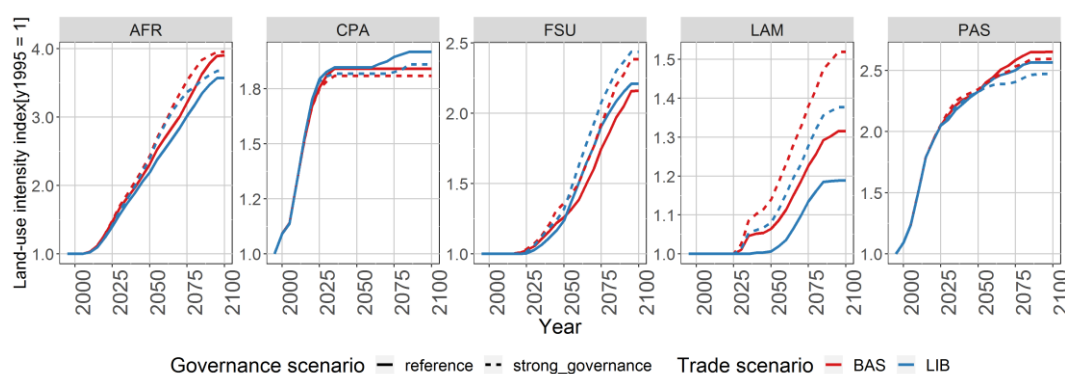 AFR CPA FSU LAM PAS
Land-use intensity index[y1995 = 1]
4.0 3.0 2.0 1.0
1.8 1.5 1.2 1.0
2.5 2.0 1.5 1.0
1.5 1.4 1.3 1.2 1.1 1.0
2.5 2.0 1.5 1.0
2000 2025 2050 2075 2100
2000 2025 2050 2075 2100
2000 2025 2050 2075 2100
2000 2025 2050 2075 2100
2000 2025 2050 2075 2100
Year
Governance scenario reference strong_governance Trade scenario BAS LIB